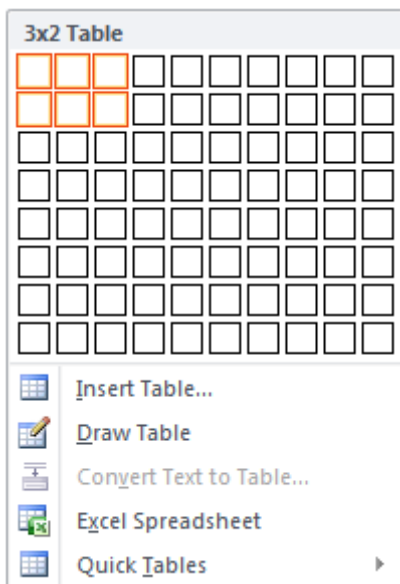 3x2 Table
Insert Table...
Draw Table
Convert Text to Table...
Excel Spreadsheet
Quick Tables